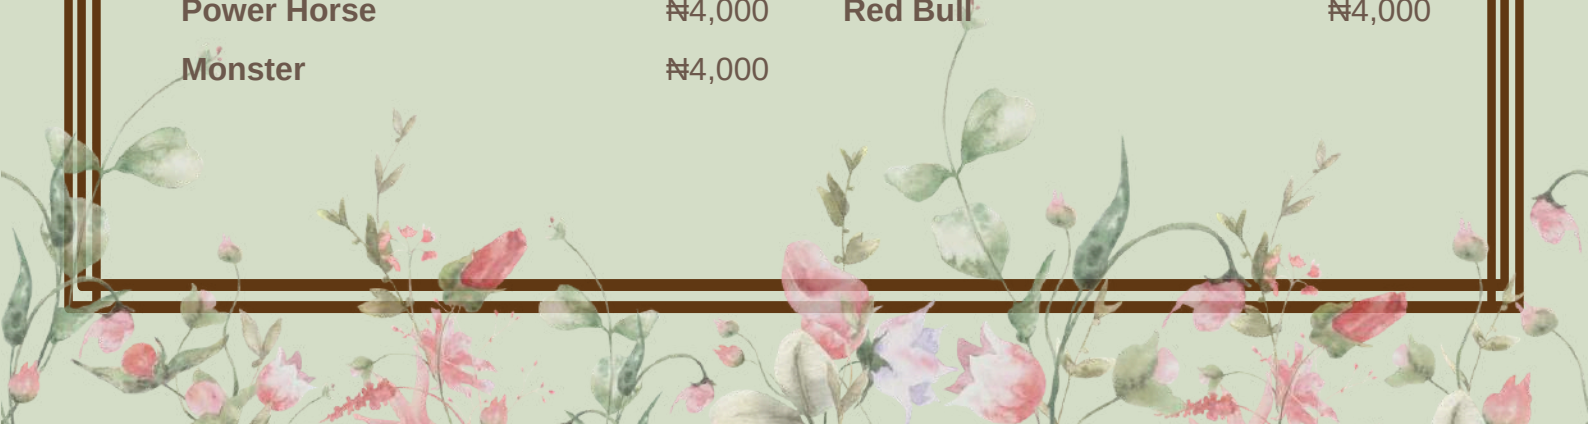 Power Horse ₦4,000 Red Bull ₦4,000
Monster ₦4,000